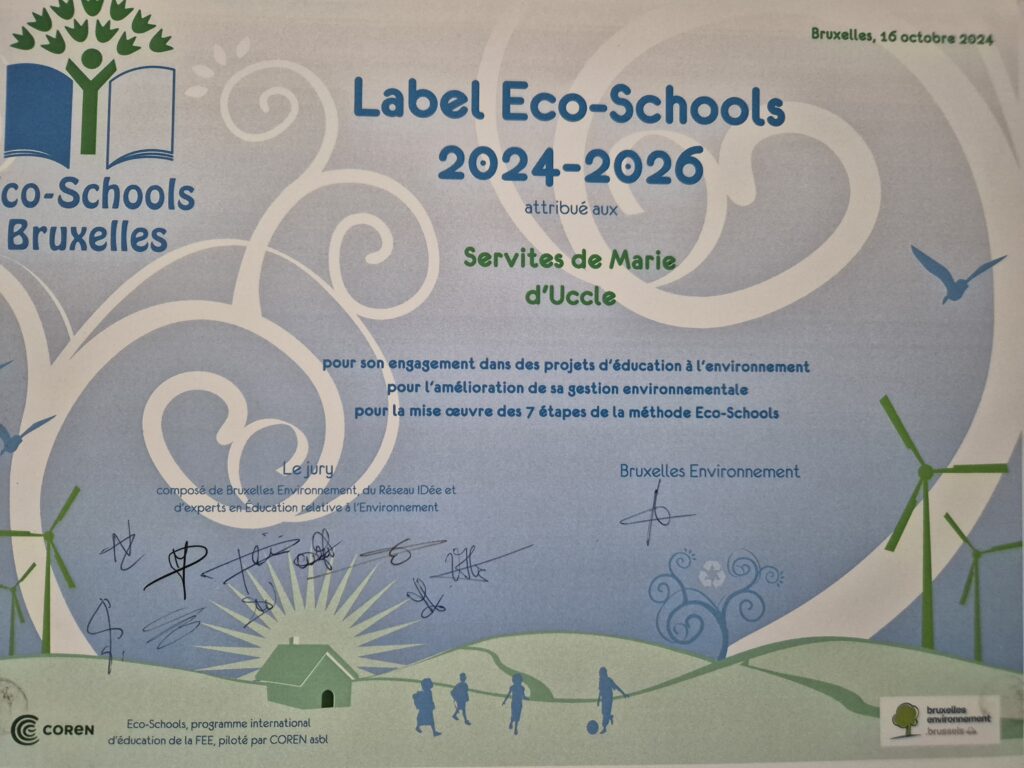 Bruxelles, 16 octobre 2024
co-Schools
Bruxelles
Label Eco-Schools
2024-2026
attribué aux
Servites de Marie
d'Uccle
pour son engagement dans des projets d'éducation à l'environnement
pour l'amélioration de sa gestion environnementale
pour la mise œuvre des 7 étapes de la méthode Eco-Schools
Le jury
composé de Bruxelles Environnement, du Réseau IDée et
d'experts en Éducation relative à l'Environnement
Bruxelles Environnement
COREN
Eco-Schools, programme international
d'éducation de la FEE, piloté par COREN asbl
bruxelles
environnement
.brussels